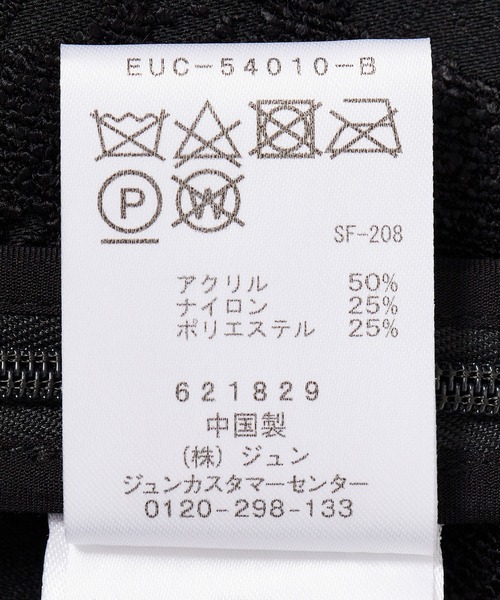 EUC-54010-B
P W
SF-208
アクリル 50%
ナイロン 25%
ポリエステル 25%
621829
中国製
(株) ジュン
ジュンカスタマーセンター
0120-298-133